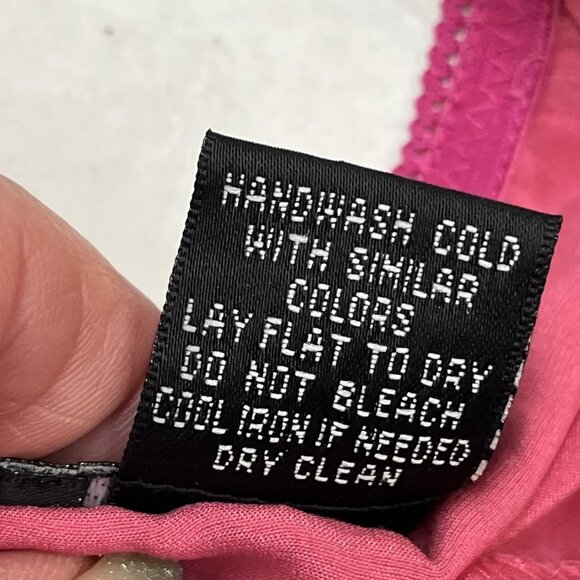 HANDWASH COLD
WITH SIMILAR
COLORS
LAY FLAT TO DRY
DO NOT BLEACH
COOL IRON IF NEEDED
DRY CLEAN